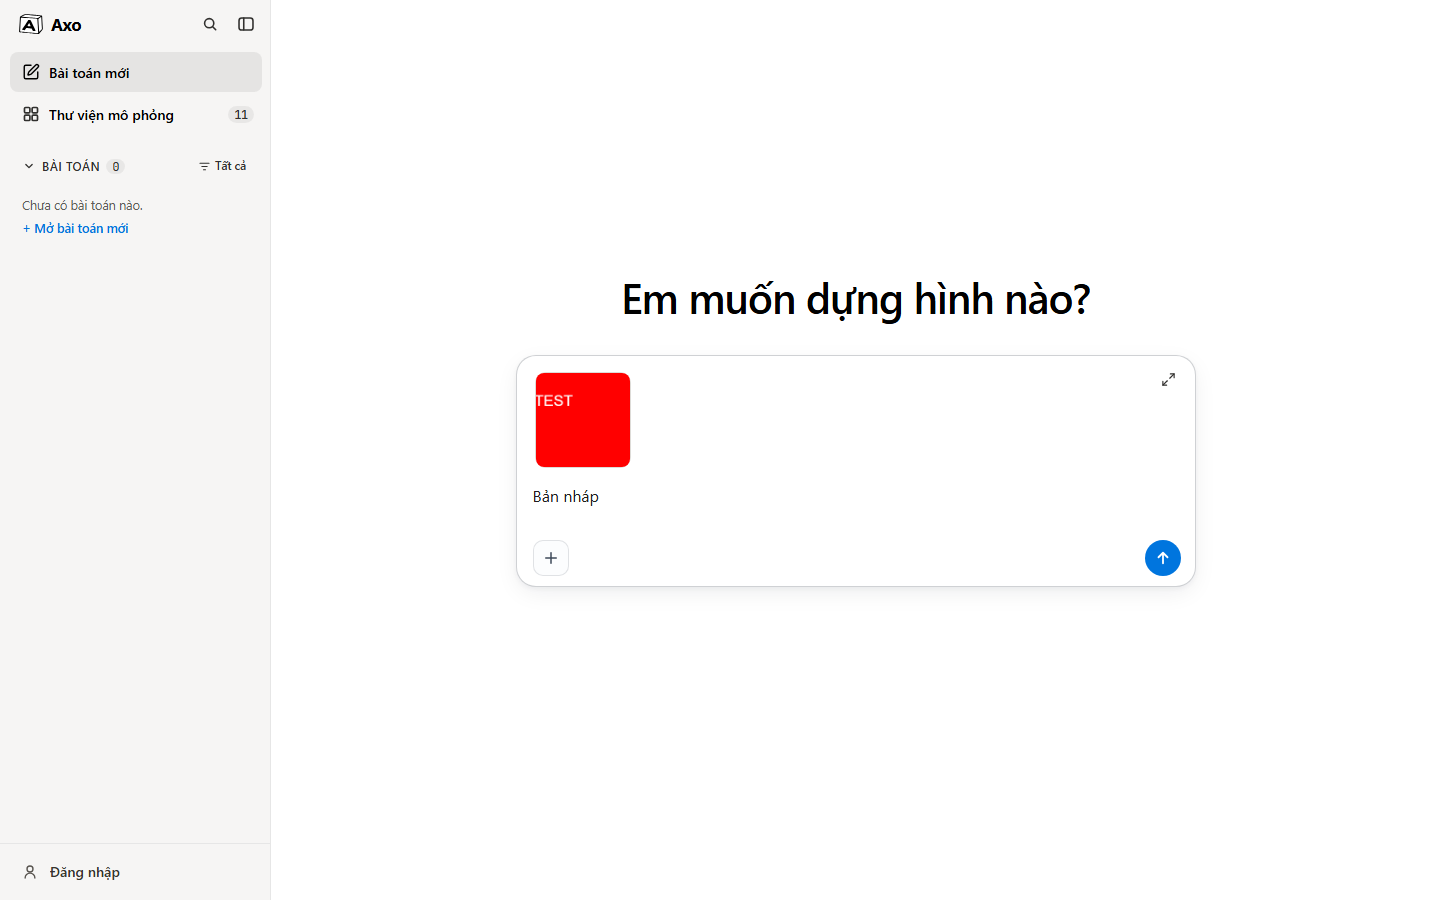 Axo
Bài toán mới
Thư viện mô phỏng 11
BÀI TOÁN 0 Tất cả
Chưa có bài toán nào.
+ Mở bài toán mới
Em muốn dựng hình nào?
TEST
Bản nháp
Đăng nhập